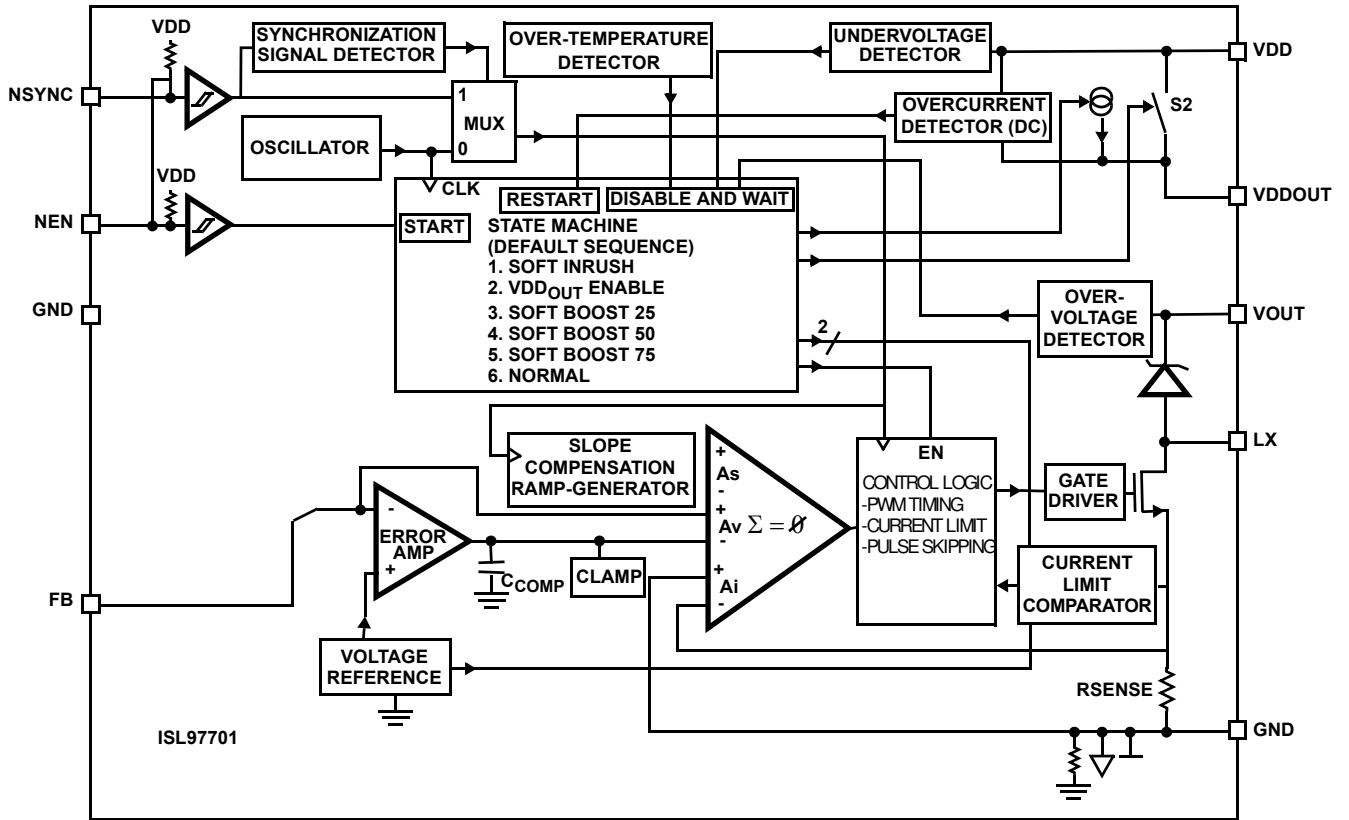 VDD
SYNCHRONIZATION
SIGNAL DETECTOR
OVER-TEMPERATURE
DETECTOR
UNDERVOLTAGE
DETECTOR
VDD
NSYNC
1
MUX
0
OVERCURRENT
DETECTOR (DC)
S2
OSCILLATOR
VDD
CLK
RESTART
DISABLE AND WAIT
VDDOUT
NEN
START
STATE MACHINE
(DEFAULT SEQUENCE)
1. SOFT INRUSH
2. VDDOUT ENABLE
3. SOFT BOOST 25
4. SOFT BOOST 50
5. SOFT BOOST 75
6. NORMAL
2
GND
OVER-
VOLTAGE
DETECTOR
VOUT
LX
SLOPE
COMPENSATION
RAMP-GENERATOR
+
As
-
+
Av Σ = 0
-
+
Ai
-
EN
CONTROL LOGIC
-PWM TIMING
-CURRENT LIMIT
-PULSE SKIPPING
GATE
DRIVER
-
ERROR
AMP
+
CCOMP
CLAMP
CURRENT
LIMIT
COMPARATOR
FB
VOLTAGE
REFERENCE
RSENSE
GND
ISL97701